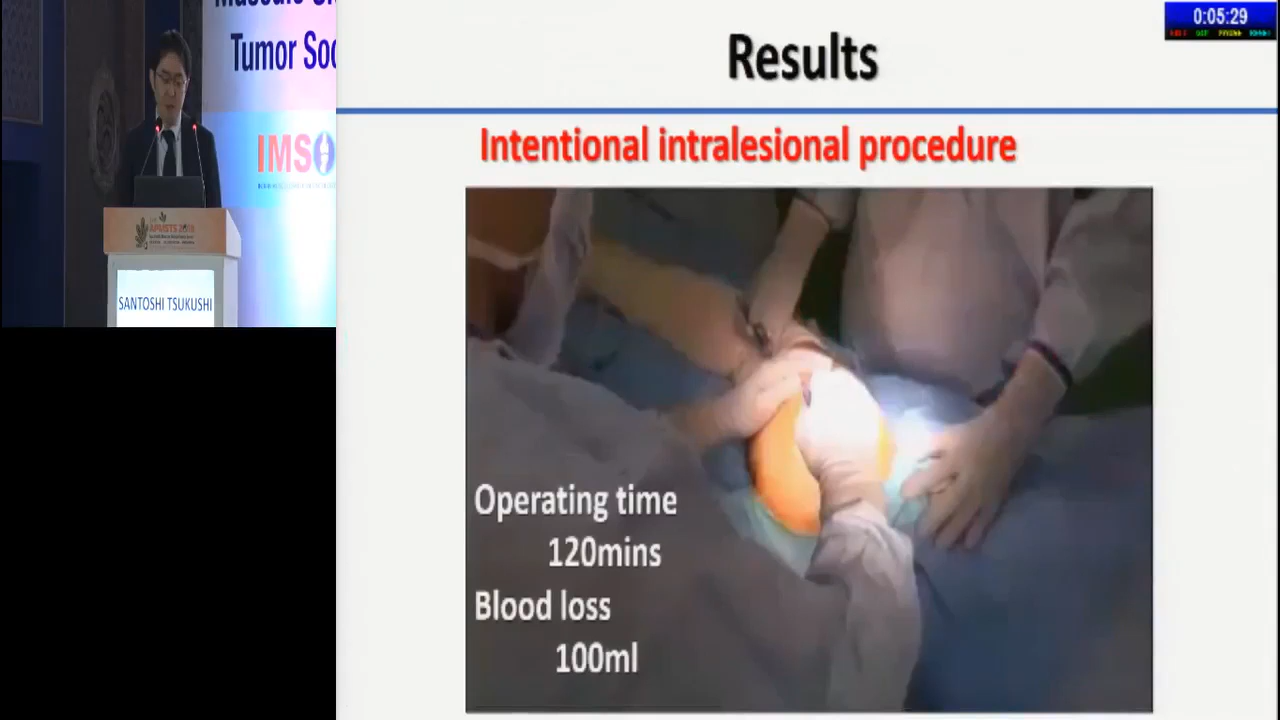 Tumor Soc
IMS
SANTOSHI TSUKUSHI
0:05:29
Results
Intentional intralesional procedure
Operating time
120mins
Blood loss
100ml